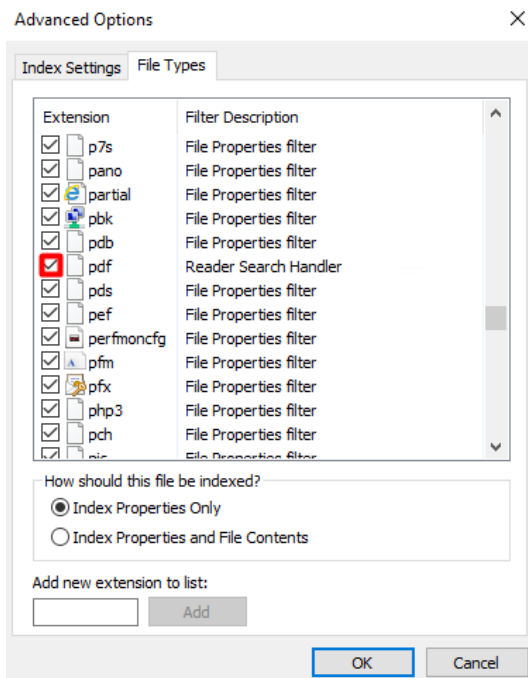 Advanced Options
Index Settings File Types
Extension Filter Description
p7s File Properties filter
pano File Properties filter
partial File Properties filter
pbk File Properties filter
pdb File Properties filter
pdf Reader Search Handler
pds File Properties filter
pef File Properties filter
perfmoncfg File Properties filter
pfm File Properties filter
pfx File Properties filter
php3 File Properties filter
pch File Properties filter
File Properties filter
How should this file be indexed?
Index Properties Only
Index Properties and File Contents
Add new extension to list:
Add
OK Cancel